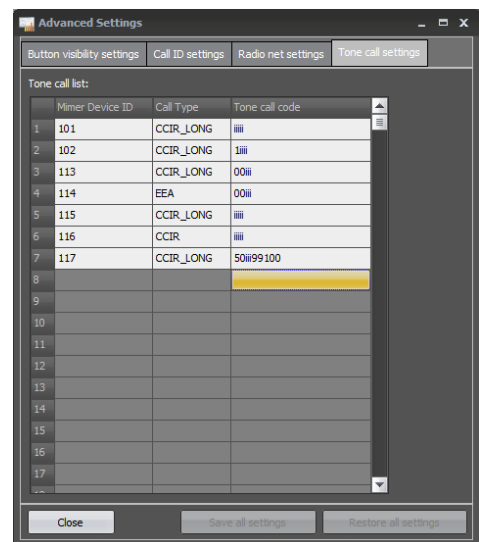 Advanced Settings
Button visibility settings Call ID settings Radio net settings Tone call settings
Tone call list:
Mimer Device ID Call Type Tone call code
1 101 CCIR_LONG iiiii
2 102 CCIR_LONG 1iiii
3 113 CCIR_LONG 00iii
4 114 EEA 00iii
5 115 CCIR_LONG iiiii
6 116 CCIR iiiii
7 117 CCIR_LONG 50iii99100
8
9
10
11
12
13
14
15
16
17
Close Save all settings Restore all settings